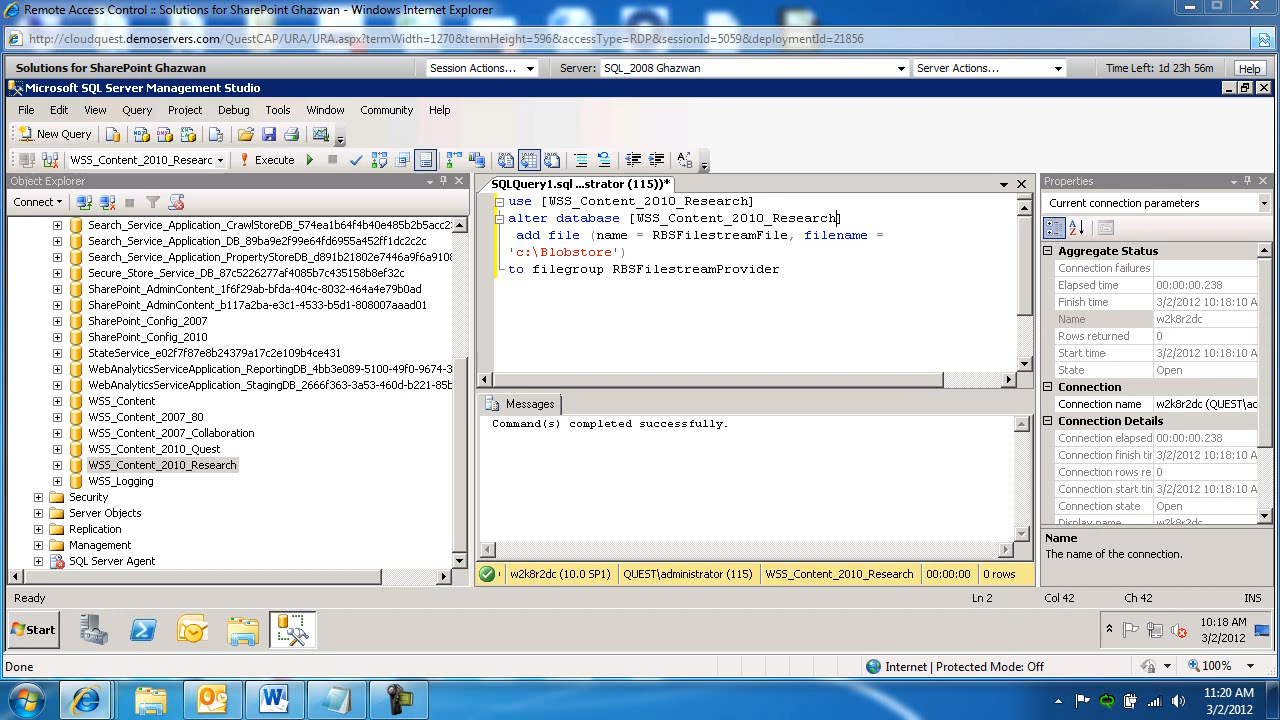 Remote Access Control :: Solutions for SharePoint Ghazwan - Windows Internet Explorer
http://cloudquest.demoservers.com/QuestCAP/URA/URA.aspx?termWidth=1270&termHeight=596&accessType=RDP&sessionId=5059&deploymentId=21856
Solutions for SharePoint Ghazwan
Session Actions...
Server:
SQL_2008 Ghazwan
Server Actions...
Time Left: 1d 23h 56m
Help
Microsoft SQL Server Management Studio
File Edit View Query Project Debug Tools Window Community Help
New Query
WSS_Content_2010_Researc
Execute
Object Explorer
Connect
Search_Service_Application_CrawlStoreDB_574ed1b64f4b40e485b2b5acc2
Search_Service_Application_DB_89ba9e2f99e64fd6955a452ff1dc2c2c
Search_Service_Application_PropertyStoreDB_d891e62b3aeb4744a9f6a9108
Secure_Store_Service_DB_87c5226277af4085b7c435158b8ef32c
SharePoint_AdminContent_1f6f29ab-bfda-404c-8032-464a4e79b0ad
SharePoint_AdminContent_b117a2ba-e3c1-4533-b5d1-808007aaad01
SharePoint_Config_2007
SharePoint_Config_2010
StateService_e02f7f87e8b24379a17c2e109b4ce431
WebAnalyticsServiceApplication_ReportingDB_4bb3e089-5100-49f0-9674-3
WebAnalyticsServiceApplication_StagingDB_2666f363-3a53-460d-b221-85b
WSS_Content
WSS_Content_2007_80
WSS_Content_2007_Collaboration
WSS_Content_2010_Quest
WSS_Content_2010_Research
WSS_Logging
Security
Server Objects
Replication
Management
SQL Server Agent
SQLQuery1.sql ...strator (115))*
use [WSS_Content_2010_Research]
alter database [WSS_Content_2010_Research]
add file (name = RBSFilestreamFile, filename =
'c:\Blobstore')
to filegroup RBSFilestreamProvider
Messages
Command(s) completed successfully.
w2k8r2dc (10.0 SP1)
QUEST\administrator (115)
WSS_Content_2010_Research
00:00:00
0 rows
Properties
Current connection parameters
Aggregate Status
Connection failures
Elapsed time 00:00:00.238
Finish time 3/2/2012 10:18:10 A
Name w2k8r2dc
Rows returned 0
Start time 3/2/2012 10:18:10 A
State Open
Connection
Connection name w2k8r2dc (QUEST\ac
Connection Details
Connection elapsed 00:00:00.238
Connection finish tir 3/2/2012 10:18:10 A
Connection rows re 0
Connection start tir 3/2/2012 10:18:10 A
Connection state Open
Display name w2k8r2dc
Name
The name of the connection.
Ready
Ln 2
Col 42
Ch 42
INS
Start
10:18 AM
3/2/2012
Done
Internet | Protected Mode: Off
100%
11:20 AM
3/2/2012